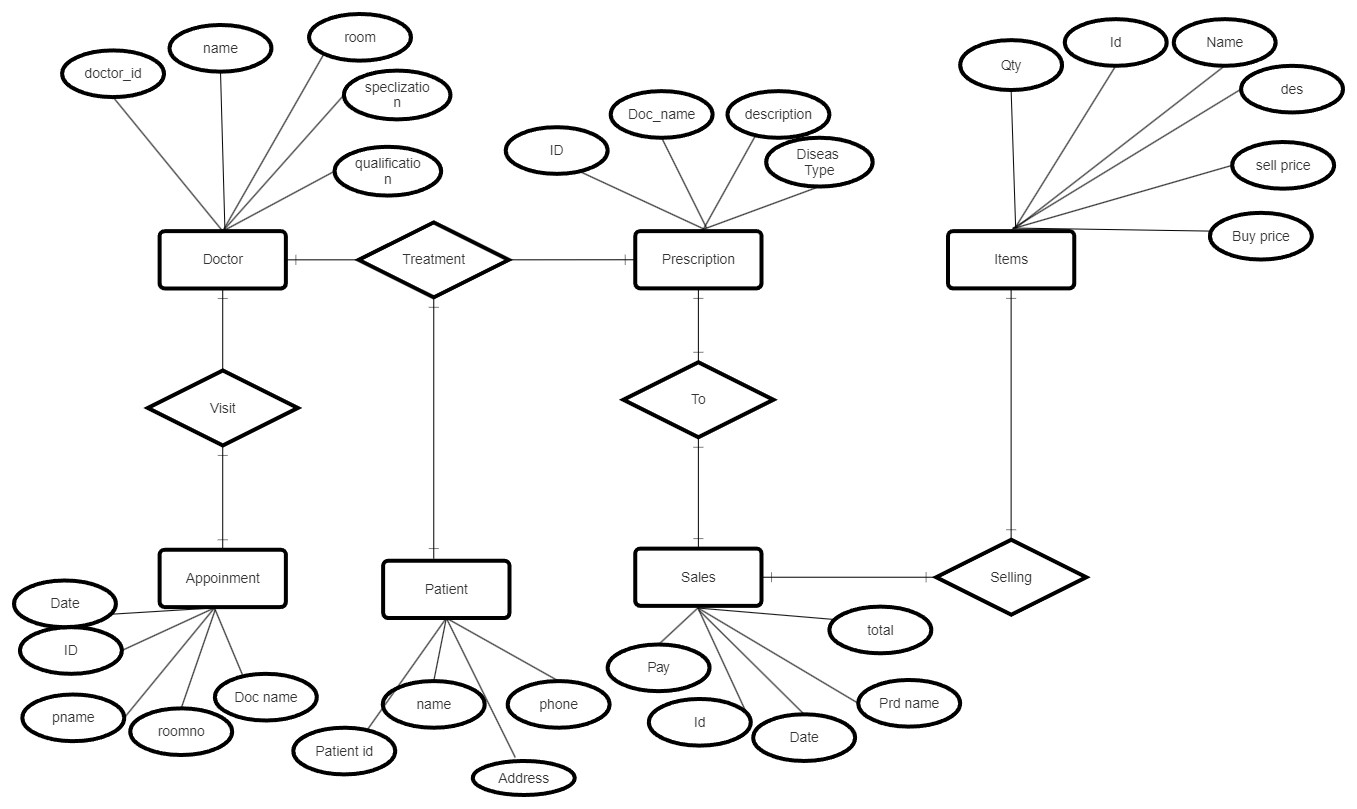 doctor_id
name
room
speclizatio
n
qualificatio
n
ID
Doc_name
description
Diseas
Type
Qty
Id
Name
des
sell price
Buy price
Doctor
Treatment
Prescription
Items
Visit
To
Appoinment
Patient
Sales
Selling
Date
ID
pname
roomno
Doc name
Patient id
name
phone
Address
Pay
Id
Date
Prd name
total